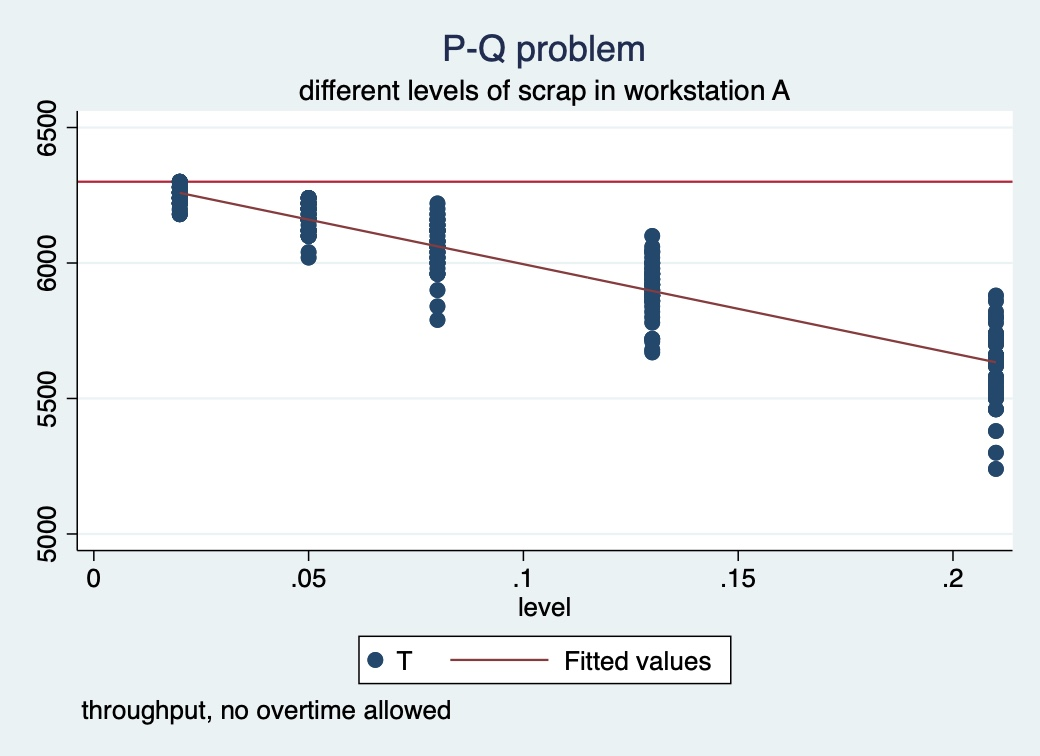 P-Q problem
different levels of scrap in workstation A
6500
6000
5500
5000
0 .05 .1 .15 .2
level
T Fitted values
throughput, no overtime allowed